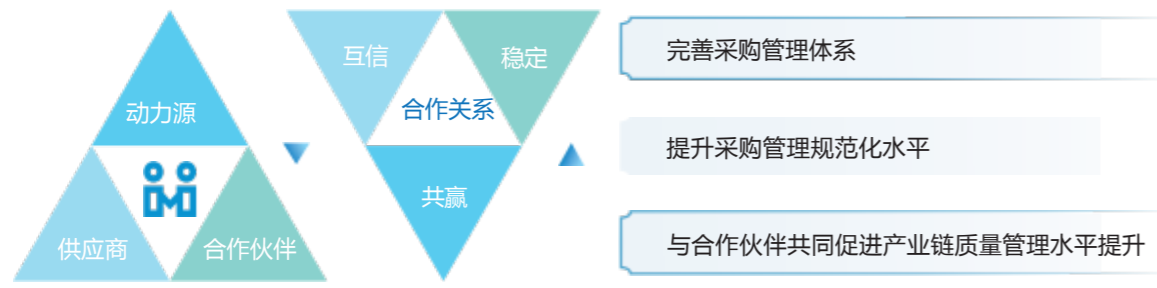 动力源
供应商
合作伙伴
互信
稳定
合作关系
共赢
完善采购管理体系
提升采购管理规范化水平
与合作伙伴共同促进产业链质量管理水平提升